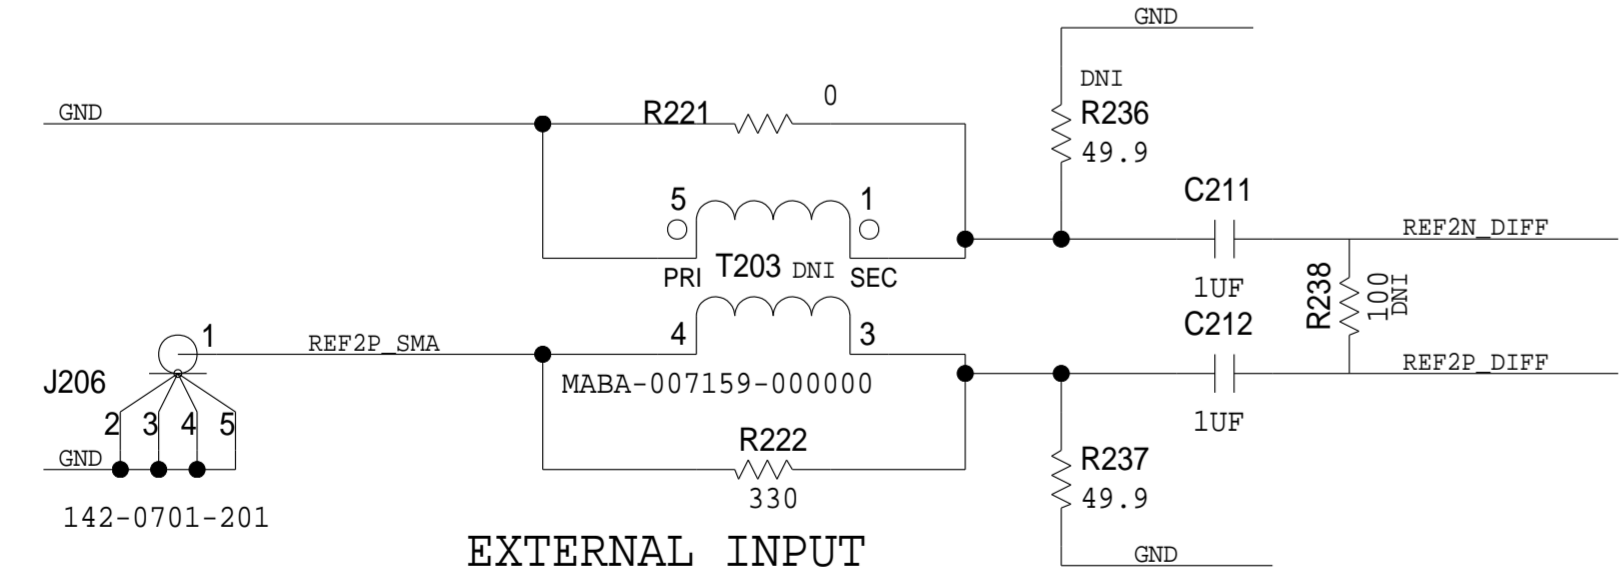 GND
DNI
R236
49.9
GND
R221
0
5
1
PRI
T203 DNI
SEC
C211
1UF
REF2N_DIFF
R238
100
DNI
C212
1UF
REF2P_DIFF
4
3
MABA-007159-000000
REF2P_SMA
1
J206
2
3
4
5
GND
142-0701-201
R222
330
R237
49.9
GND
EXTERNAL INPUT